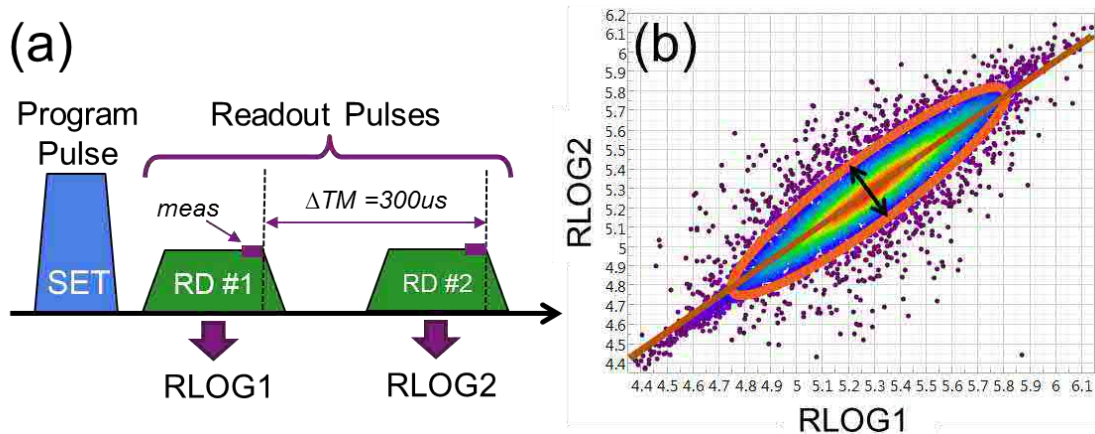 (a)
Program
Pulse
Readout Pulses
meas
ΔTM =300us
SET
RD #1
RD #2
RLOG1
RLOG2
(b)
6.2
6.1
6
5.9
5.8
5.7
5.6
5.5
5.4
5.3
5.2
5.1
5
4.9
4.8
4.7
4.6
4.5
4.4
RLOG2
4.4 4.5 4.6 4.7 4.8 4.9 5 5.1 5.2 5.3 5.4 5.5 5.6 5.7 5.8 5.9 6 6.1
RLOG1